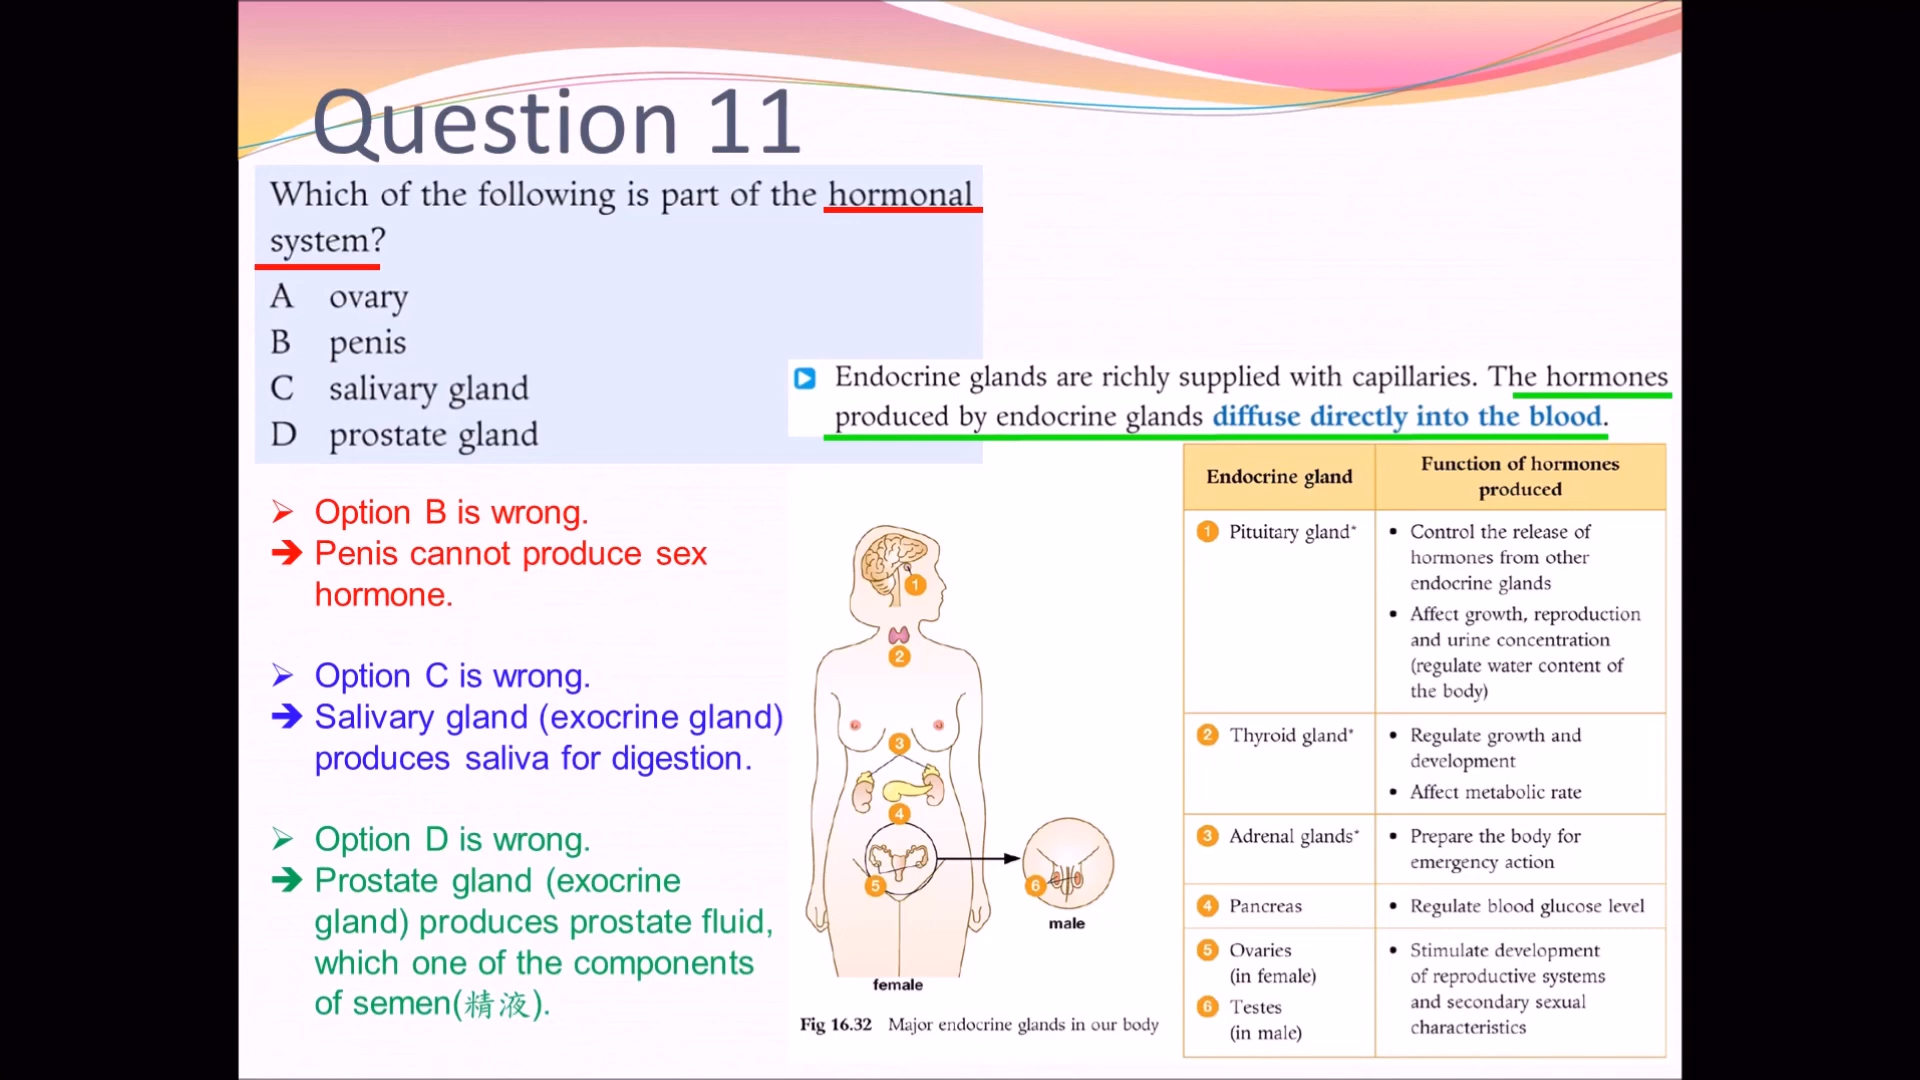 Question 11
Which of the following is part of the hormonal
system?
A ovary
B penis
C salivary gland
D prostate gland
Endocrine glands are richly supplied with capillaries. The hormones
produced by endocrine glands diffuse directly into the blood.
Option B is wrong.
Penis cannot produce sex
hormone.
Option C is wrong.
Salivary gland (exocrine gland)
produces saliva for digestion.
Option D is wrong.
Prostate gland (exocrine
gland) produces prostate fluid,
which one of the components
of semen(精液).
1
2
3
4
5
6
male
female
Fig 16.32 Major endocrine glands in our body
Endocrine gland
Function of hormones
produced
1 Pituitary gland*
• Control the release of
hormones from other
endocrine glands
• Affect growth, reproduction
and urine concentration
(regulate water content of
the body)
2 Thyroid gland*
• Regulate growth and
development
• Affect metabolic rate
3 Adrenal glands*
• Prepare the body for
emergency action
4 Pancreas
• Regulate blood glucose level
5 Ovaries
(in female)
6 Testes
(in male)
• Stimulate development
of reproductive systems
and secondary sexual
characteristics